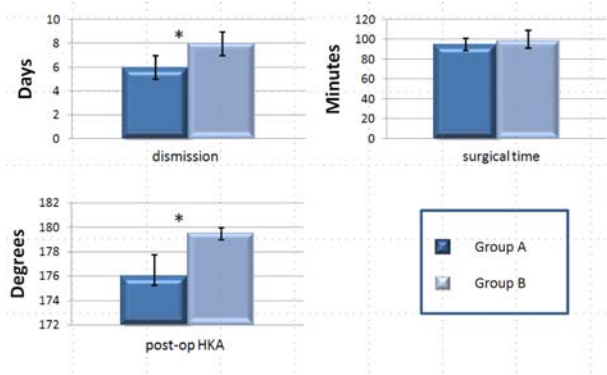 Days
10
8
6
4
2
0
*
dismission
Minutes
120
100
80
60
40
20
0
surgical time
Degrees
182
180
178
176
174
172
*
post-op HKA
Group A
Group B